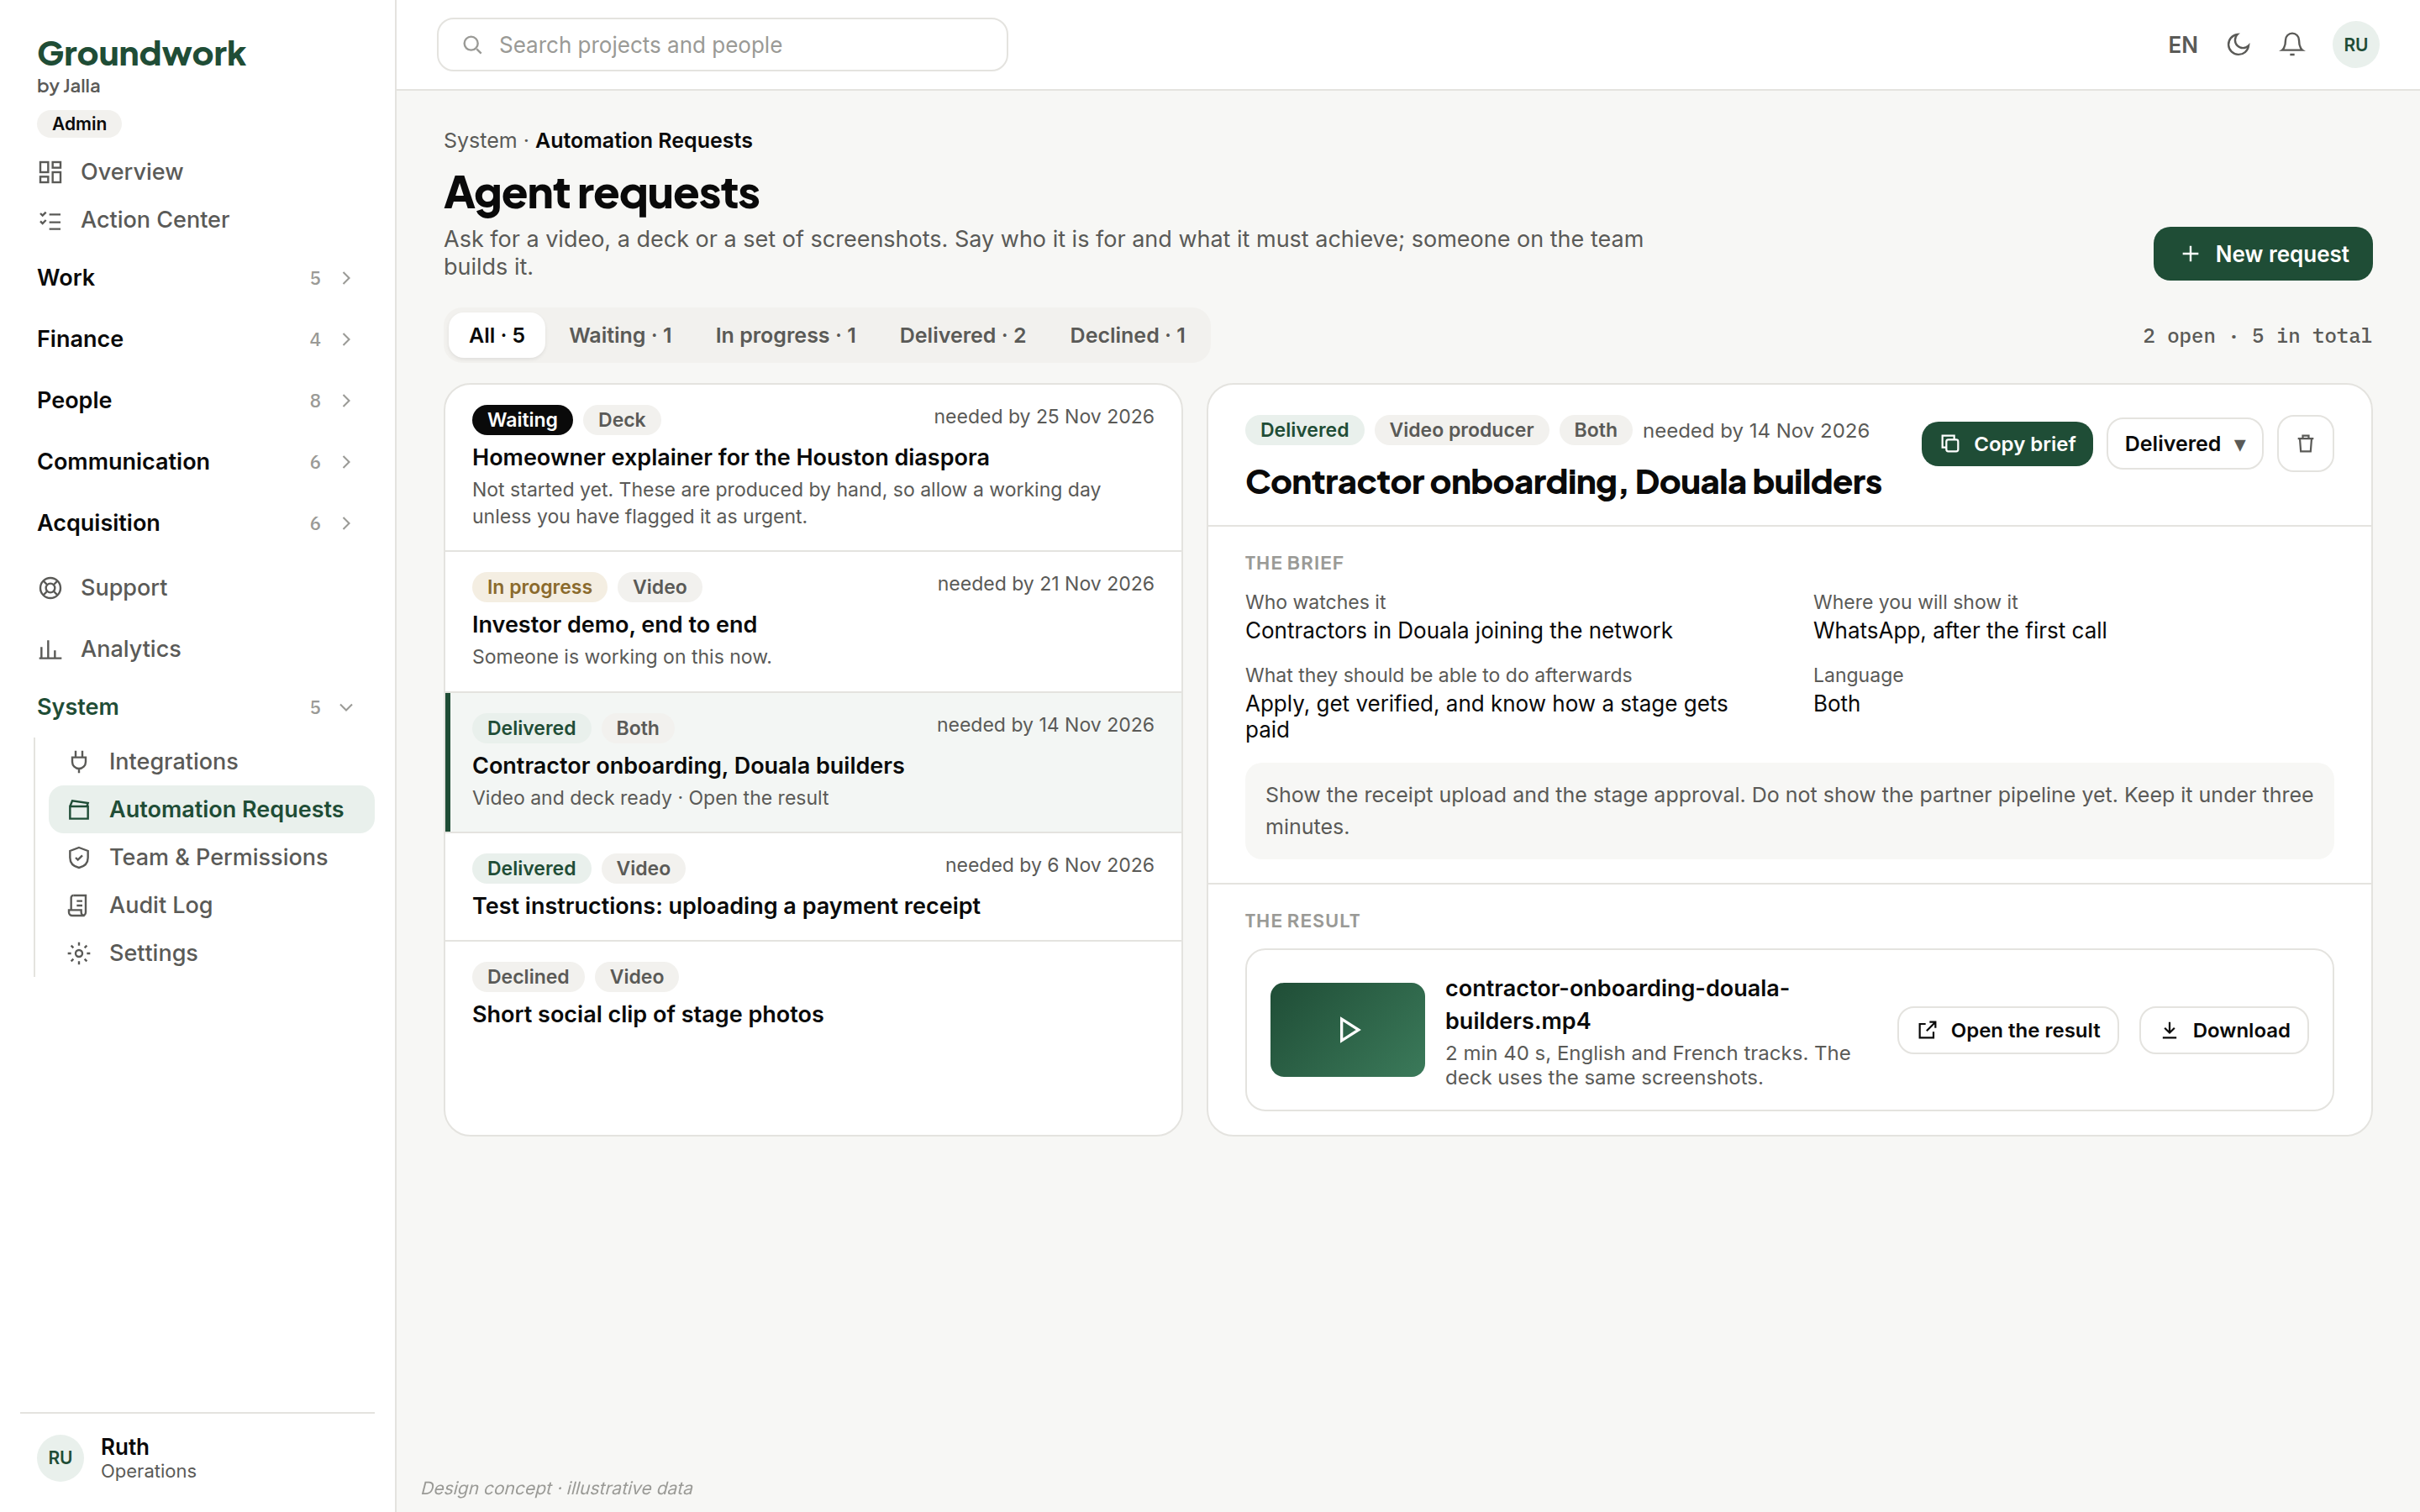 Groundwork
by Jalla
Admin
Overview
Action Center
Work 5
Finance 4
People 8
Communication 6
Acquisition 6
Support
Analytics
System 5
Integrations
Automation Requests
Team & Permissions
Audit Log
Settings
RU
Ruth
Operations
Search projects and people
EN
RU
System · Automation Requests
Agent requests
Ask for a video, a deck or a set of screenshots. Say who it is for and what it must achieve; someone on the team
builds it.
New request
All · 5
Waiting · 1
In progress · 1
Delivered · 2
Declined · 1
2 open · 5 in total
Waiting Deck needed by 25 Nov 2026
Homeowner explainer for the Houston diaspora
Not started yet. These are produced by hand, so allow a working day
unless you have flagged it as urgent.
In progress Video needed by 21 Nov 2026
Investor demo, end to end
Someone is working on this now.
Delivered Both needed by 14 Nov 2026
Contractor onboarding, Douala builders
Video and deck ready · Open the result
Delivered Video needed by 6 Nov 2026
Test instructions: uploading a payment receipt
Declined Video
Short social clip of stage photos
Delivered Video producer Both needed by 14 Nov 2026
Copy brief
Delivered
Contractor onboarding, Douala builders
THE BRIEF
Who watches it
Contractors in Douala joining the network
Where you will show it
WhatsApp, after the first call
What they should be able to do afterwards
Apply, get verified, and know how a stage gets
paid
Language
Both
Show the receipt upload and the stage approval. Do not show the partner pipeline yet. Keep it under three
minutes.
THE RESULT
contractor-onboarding-douala-
builders.mp4
2 min 40 s, English and French tracks. The
deck uses the same screenshots.
Open the result
Download
Design concept · illustrative data